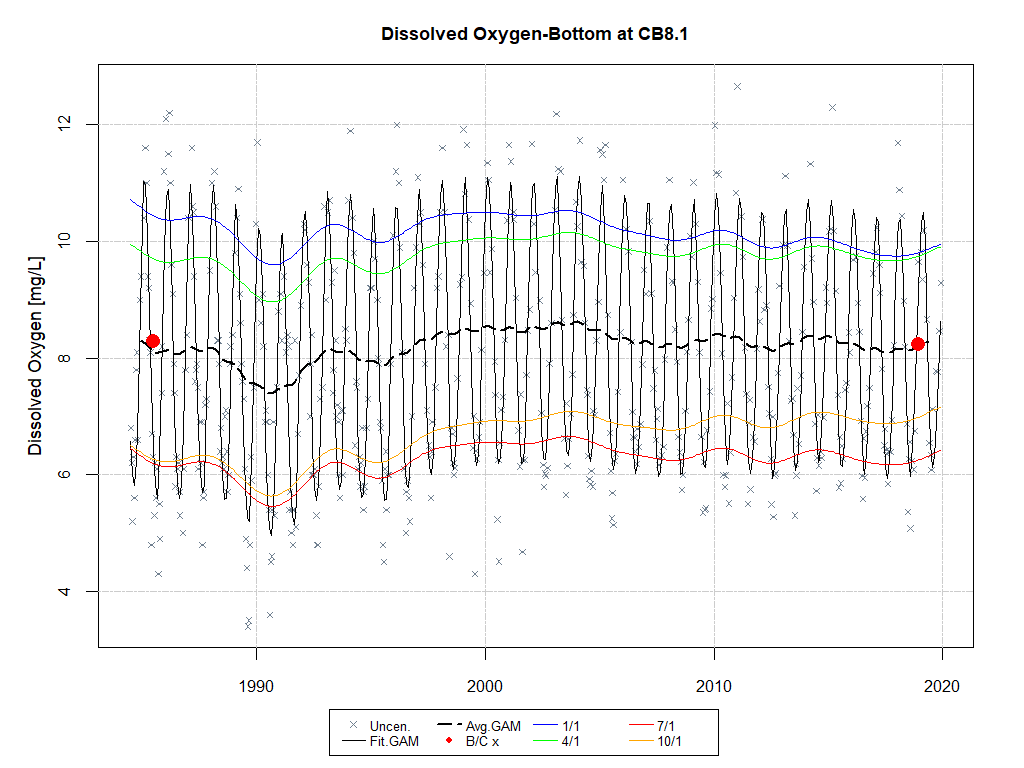 Dissolved Oxygen-Bottom at CB8.1
Dissolved Oxygen [mg/L]
12
10
8
6
4
1990 2000 2010 2020
Uncen. Avg.GAM 1/1 7/1
Fit.GAM B/C x 4/1 10/1